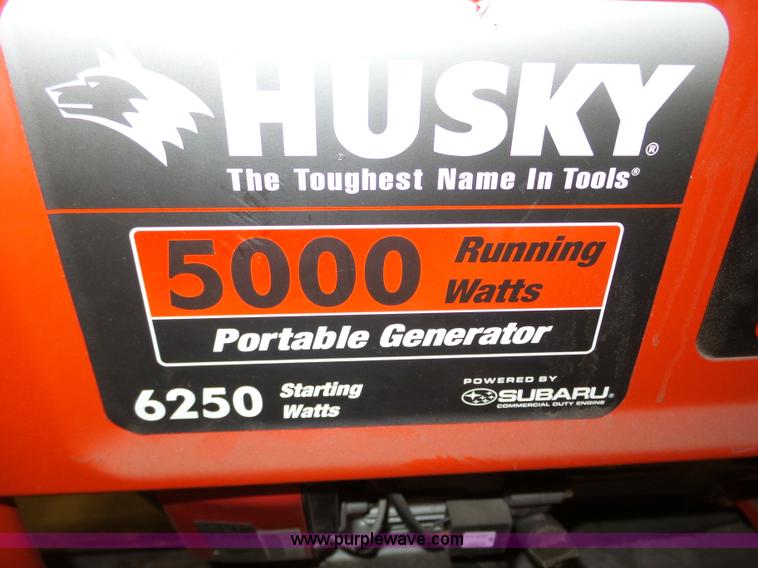 HUSKY®
The Toughest Name In Tools®
5000 Running Watts
Portable Generator
6250 Starting Watts
POWERED BY
SUBARU®
COMMERCIAL DUTY ENGINE
www.purplewave.com